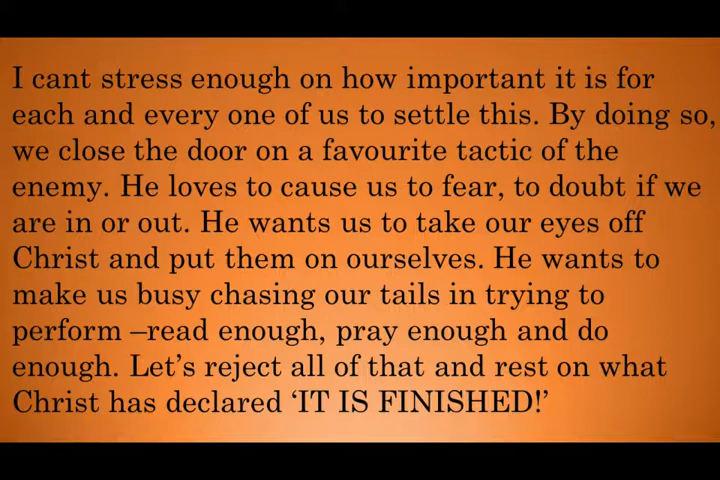 I cant stress enough on how important it is for
each and every one of us to settle this. By doing so,
we close the door on a favourite tactic of the
enemy. He loves to cause us to fear, to doubt if we
are in or out. He wants us to take our eyes off
Christ and put them on ourselves. He wants to
make us busy chasing our tails in trying to
perform –read enough, pray enough and do
enough. Let’s reject all of that and rest on what
Christ has declared ‘IT IS FINISHED!’